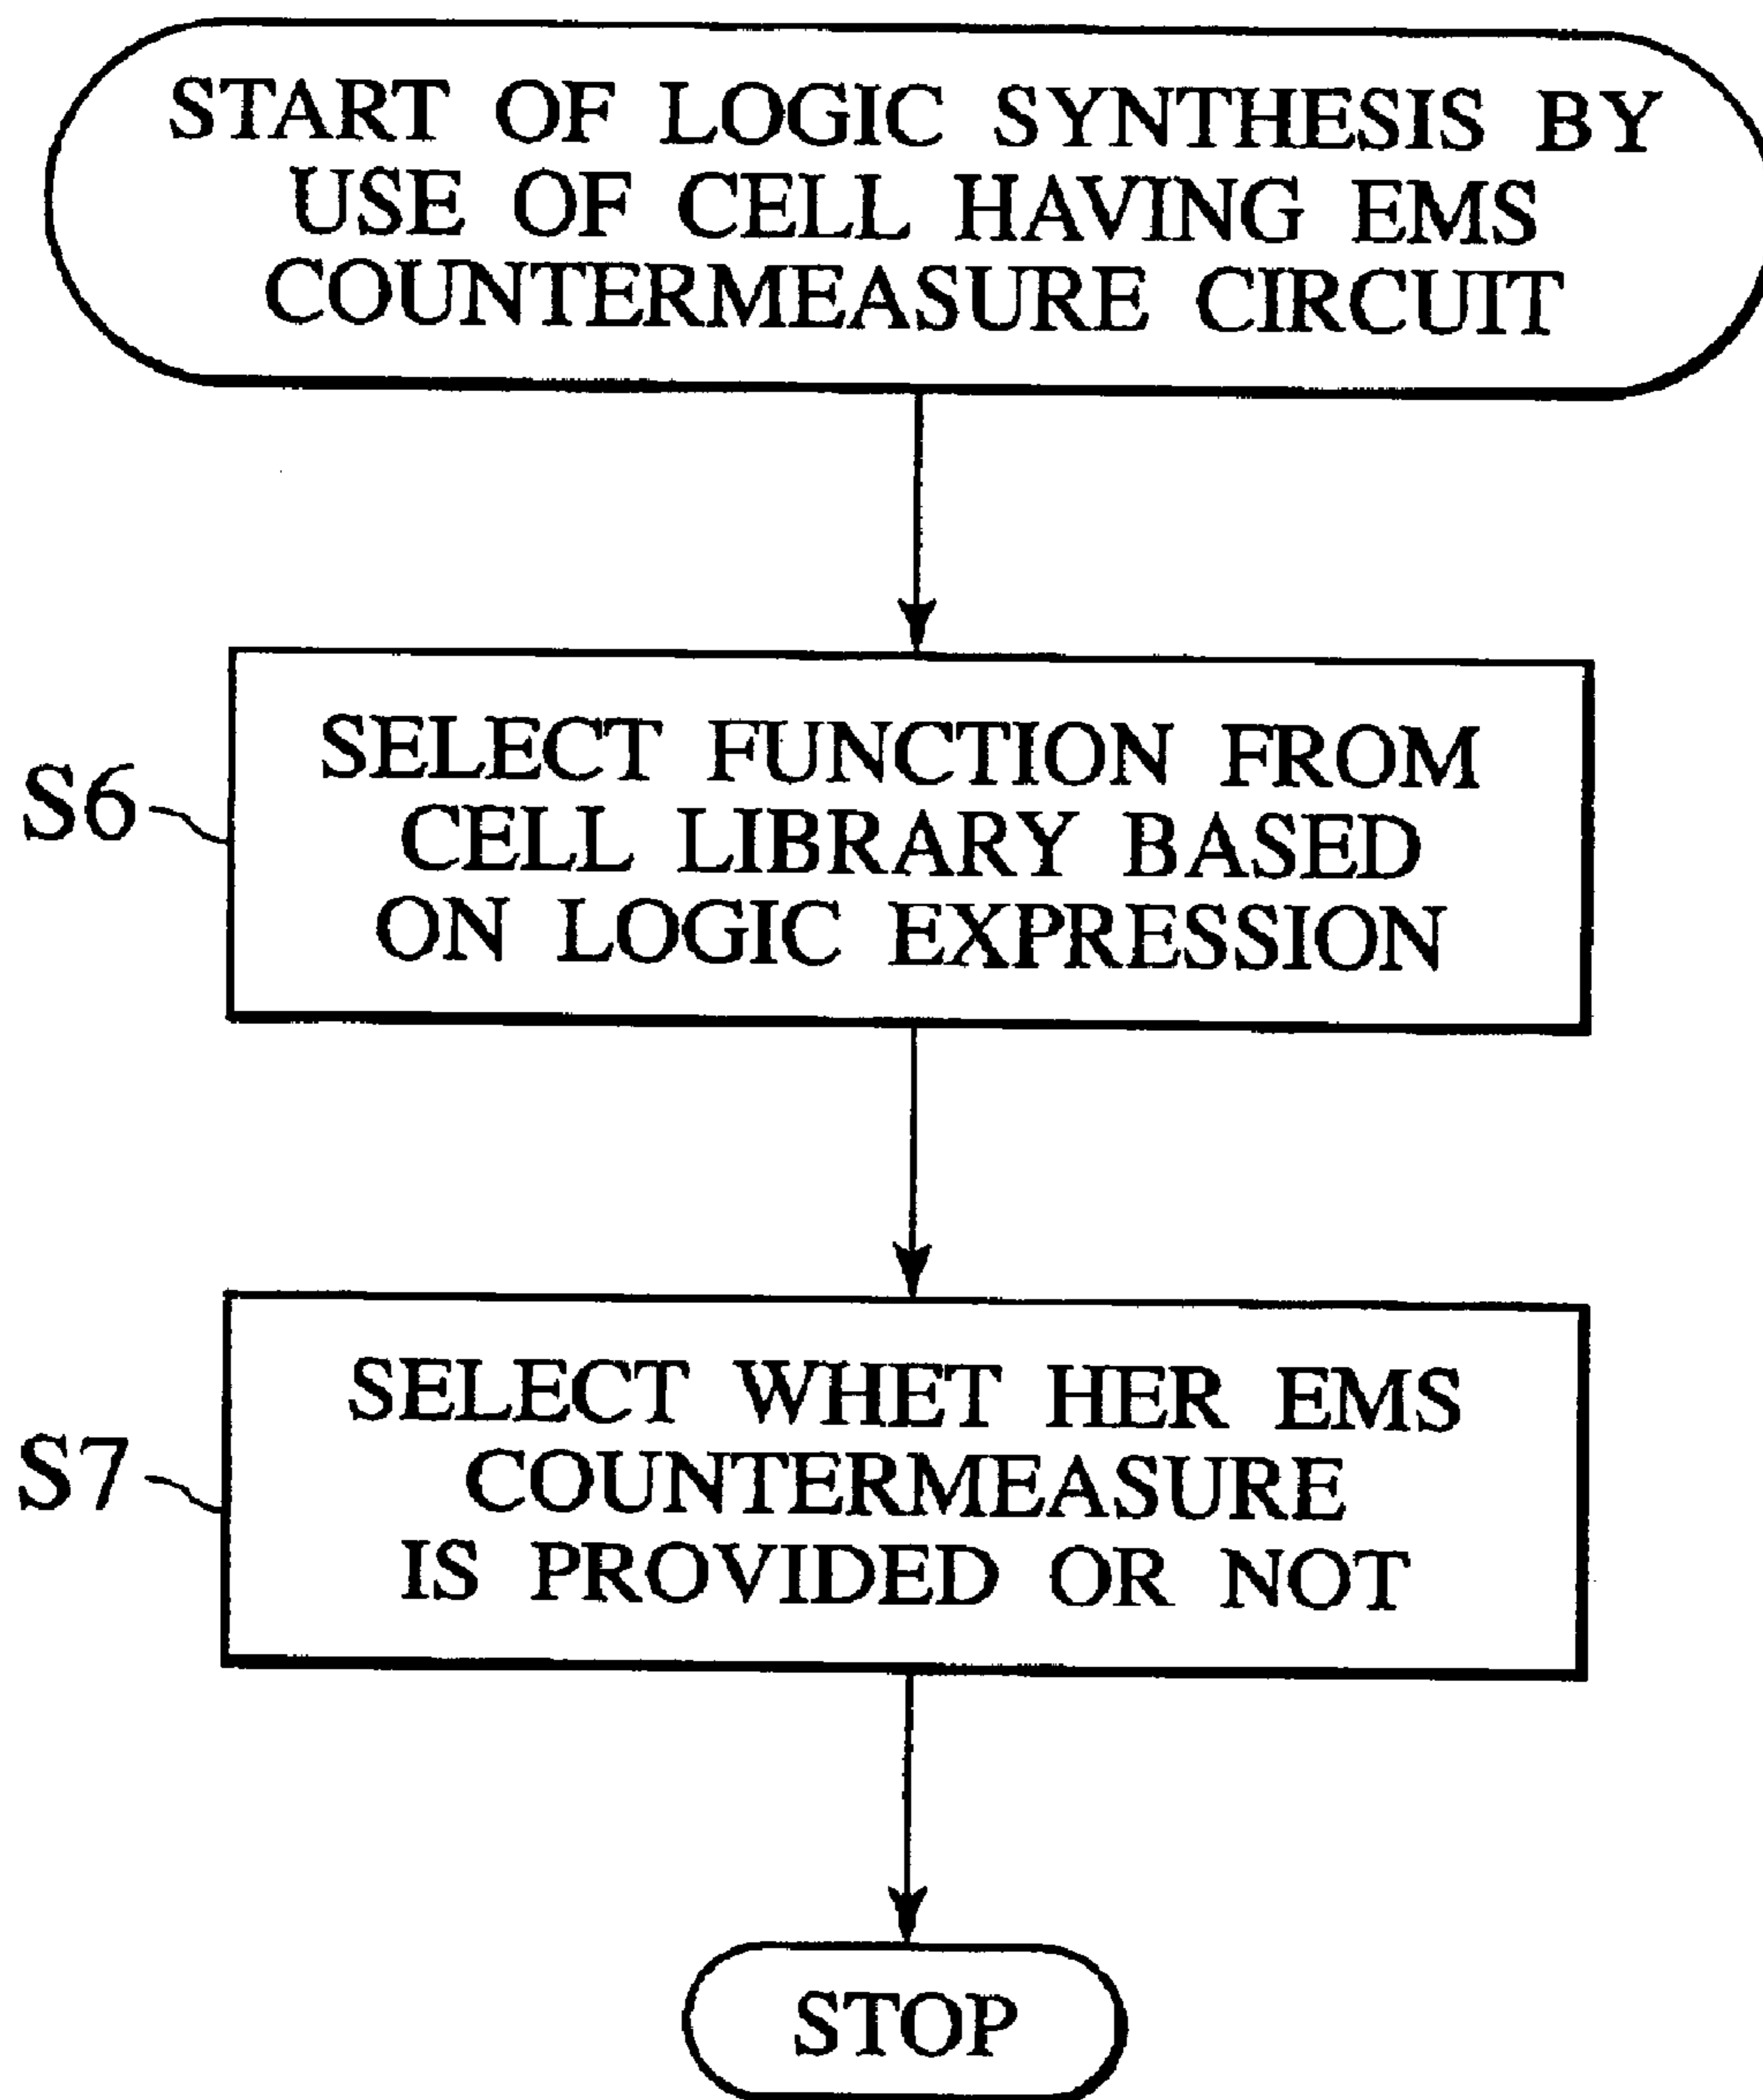 START OF LOGIC SYNTHESIS BY
USE OF CELL HAVING EMS
COUNTERMEASURE CIRCUIT
S6
SELECT FUNCTION FROM
CELL LIBRARY BASED
ON LOGIC EXPRESSION
S7
SELECT WHET HER EMS
COUNTERMEASURE
IS PROVIDED OR NOT
STOP